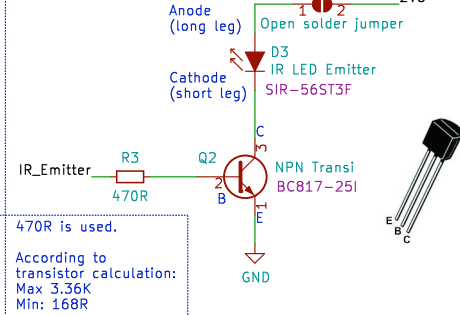 Anode
(long leg)
1 2
Open solder jumper
D3
IR LED Emitter
SIR-56ST3F
Cathode
(short leg)
C
3
IR_Emitter
R3
470R
Q2
2
B
NPN Transi
BC817-25I
1
E
GND
E
B
C
470R is used.
According to
transistor calculation:
Max 3.36K
Min: 168R